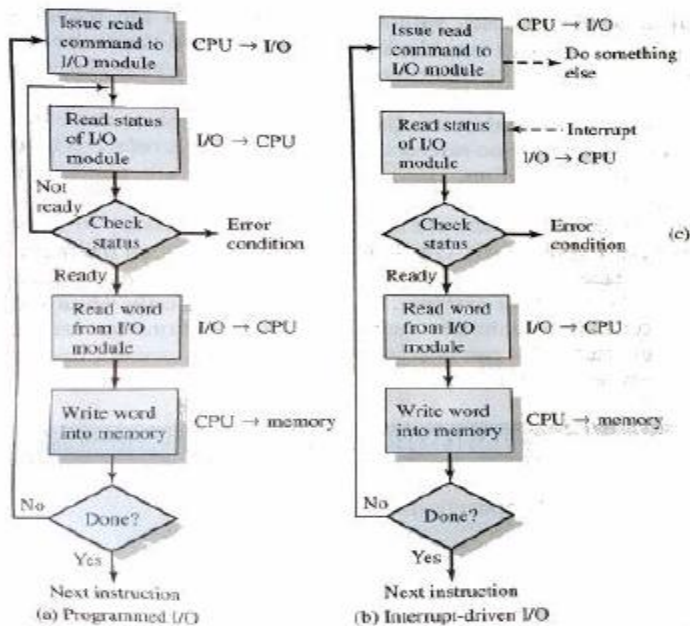 Issue read
command to
I/O module
CPU → I/O
Read status
of I/O
module
I/O → CPU
Not
ready
Check
status
Error
condition
Ready
Read word
from I/O
module
I/O → CPU
Write word
into memory
CPU → memory
No
Done?
Yes
Next instruction
(a) Programmed I/O
Issue read
command to
I/O module
CPU → I/O
Do something
else
Read status
of I/O
module
Interrupt
I/O → CPU
Check
status
Error
condition
(c)
Ready
Read word
from I/O
module
I/O → CPU
Write word
into memory
CPU → memory
No
Done?
Yes
Next instruction
(b) Interrupt-driven I/O